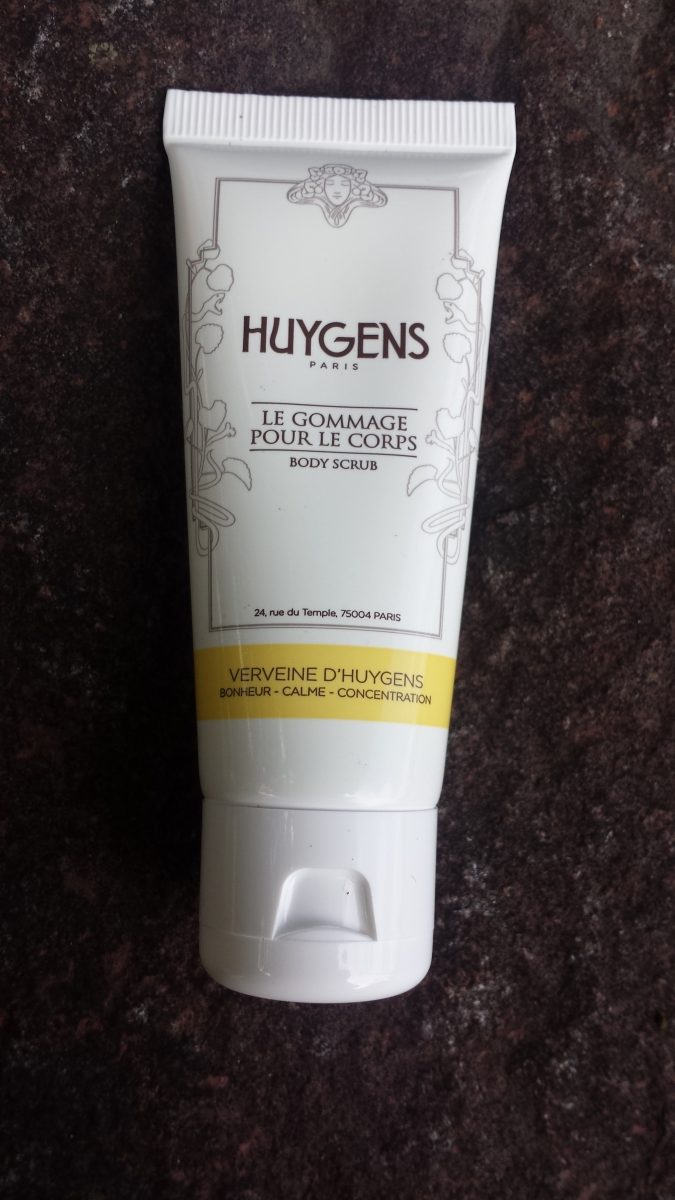 HUYGENS
PARIS
LE GOMMAGE
POUR LE CORPS
BODY SCRUB
24, rue du Temple, 75004 PARIS
VERVEINE D'HUYGENS
BONHEUR - CALME - CONCENTRATION